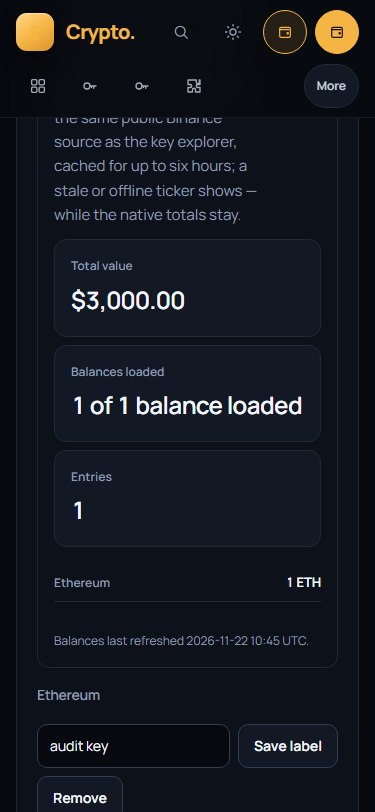 Crypto.
More
the same public Binance
source as the key explorer,
cached for up to six hours; a
stale or offline ticker shows —
while the native totals stay.
Total value
$3,000.00
Balances loaded
1 of 1 balance loaded
Entries
1
Ethereum 1 ETH
Balances last refreshed 2026-11-22 10:45 UTC.
Ethereum
audit key Save label
Remove